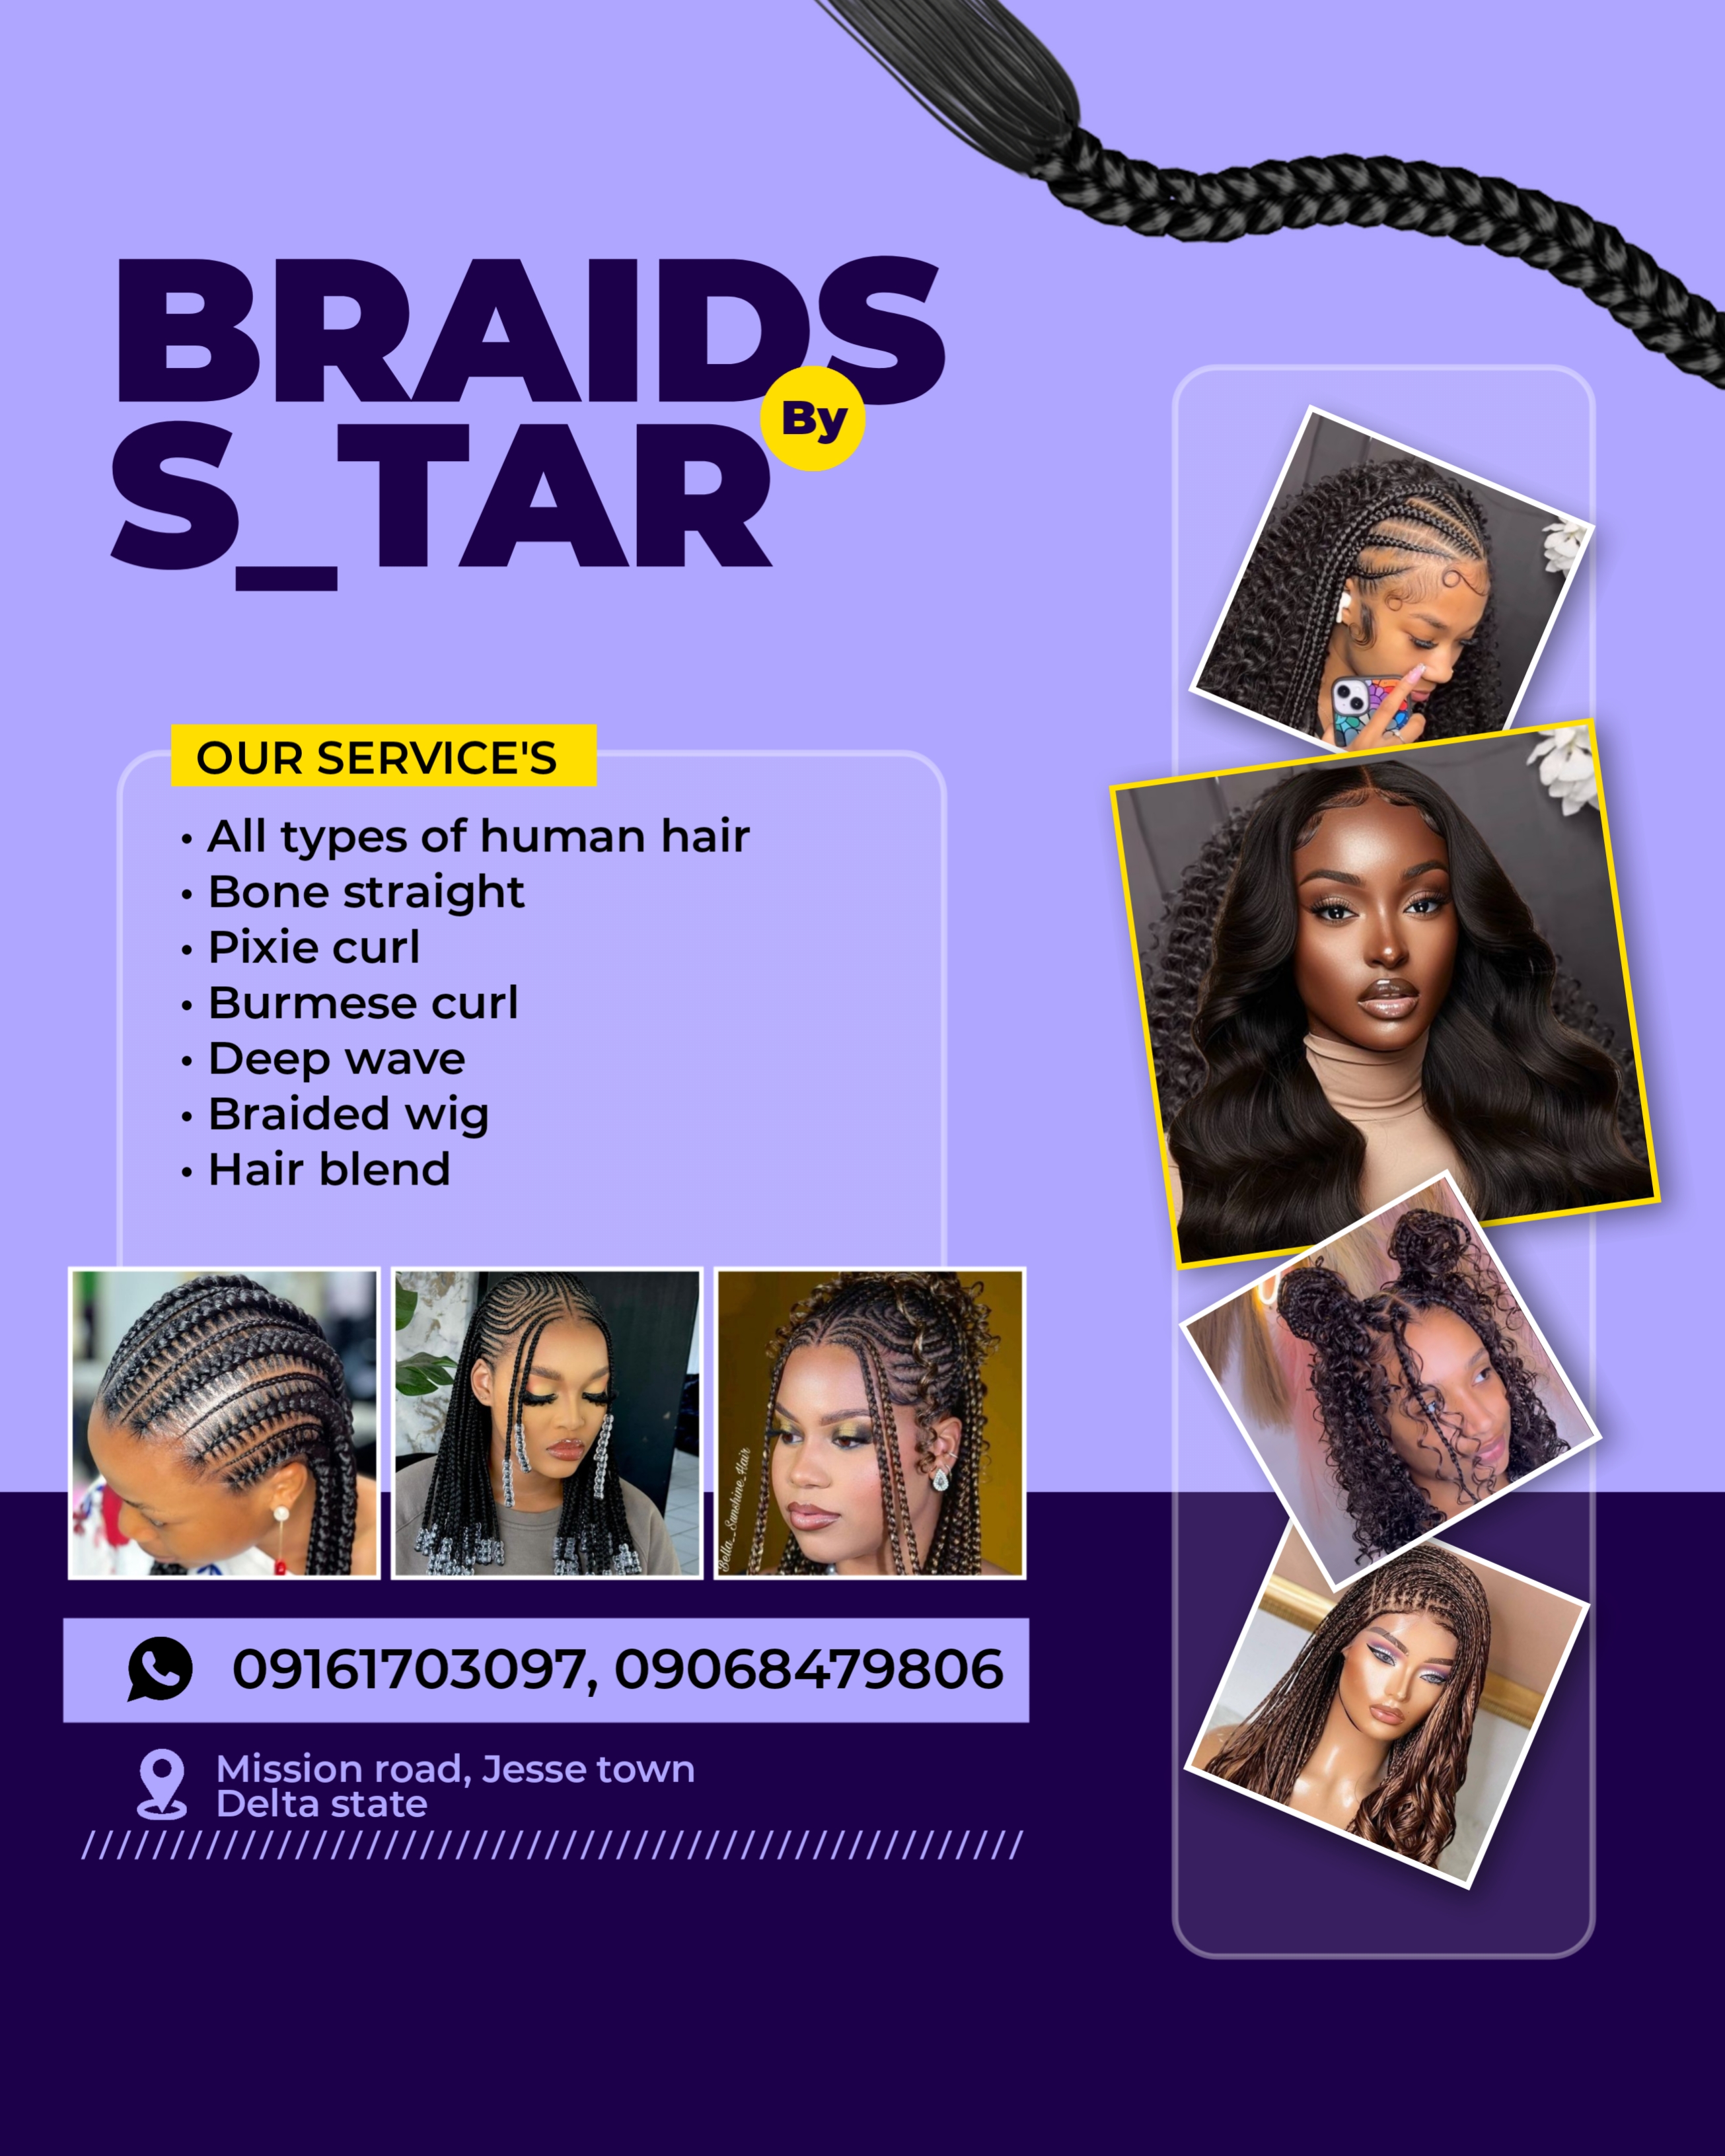 BRAIDS
By
S_TAR
OUR SERVICE'S
• All types of human hair
• Bone straight
• Pixie curl
• Burmese curl
• Deep wave
• Braided wig
• Hair blend
Bella_Sunshine_Hair
09161703097, 09068479806
Mission road, Jesse town
Delta state